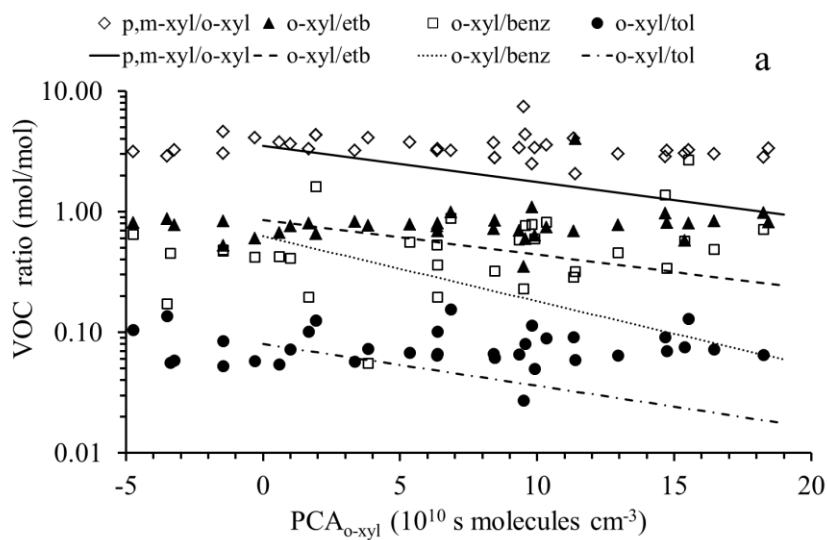 p,m-xyl/o-xyl o-xyl/etb o-xyl/benz o-xyl/tol
p,m-xyl/o-xyl o-xyl/etb o-xyl/benz o-xyl/tol
a
10.00
1.00
0.10
0.01
VOC ratio (mol/mol)
-5 0 5 10 15 20
PCAo-xyl (10¹⁰ s molecules cm⁻³)